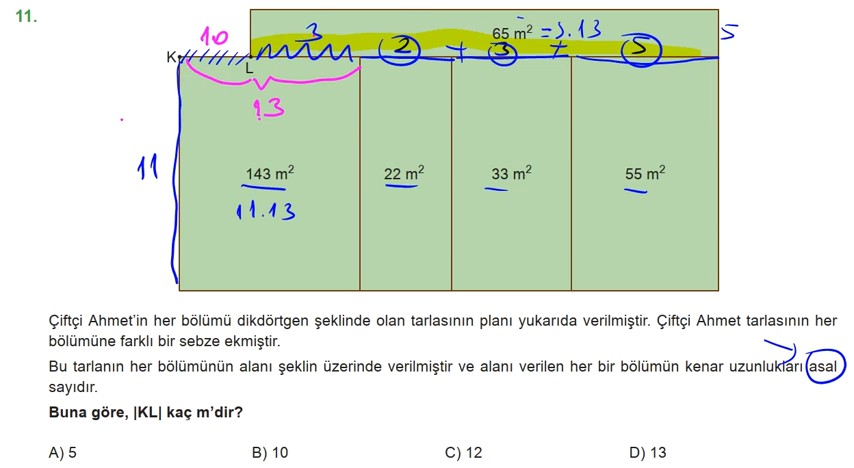 11.
10
3
65 m² = 5.13
5
K
L
2 + 3 + 5
13
11
143 m²
22 m²
33 m²
55 m²
11.13
Çiftçi Ahmet’in her bölümü dikdörtgen şeklinde olan tarlasının planı yukarıda verilmiştir. Çiftçi Ahmet tarlasının her
bölümüne farklı bir sebze ekmiştir.
Bu tarlanın her bölümünün alanı şeklin üzerinde verilmiştir ve alanı verilen her bir bölümün kenar uzunlukları asal
sayıdır.
Buna göre, |KL| kaç m’dir?
A) 5 B) 10 C) 12 D) 13